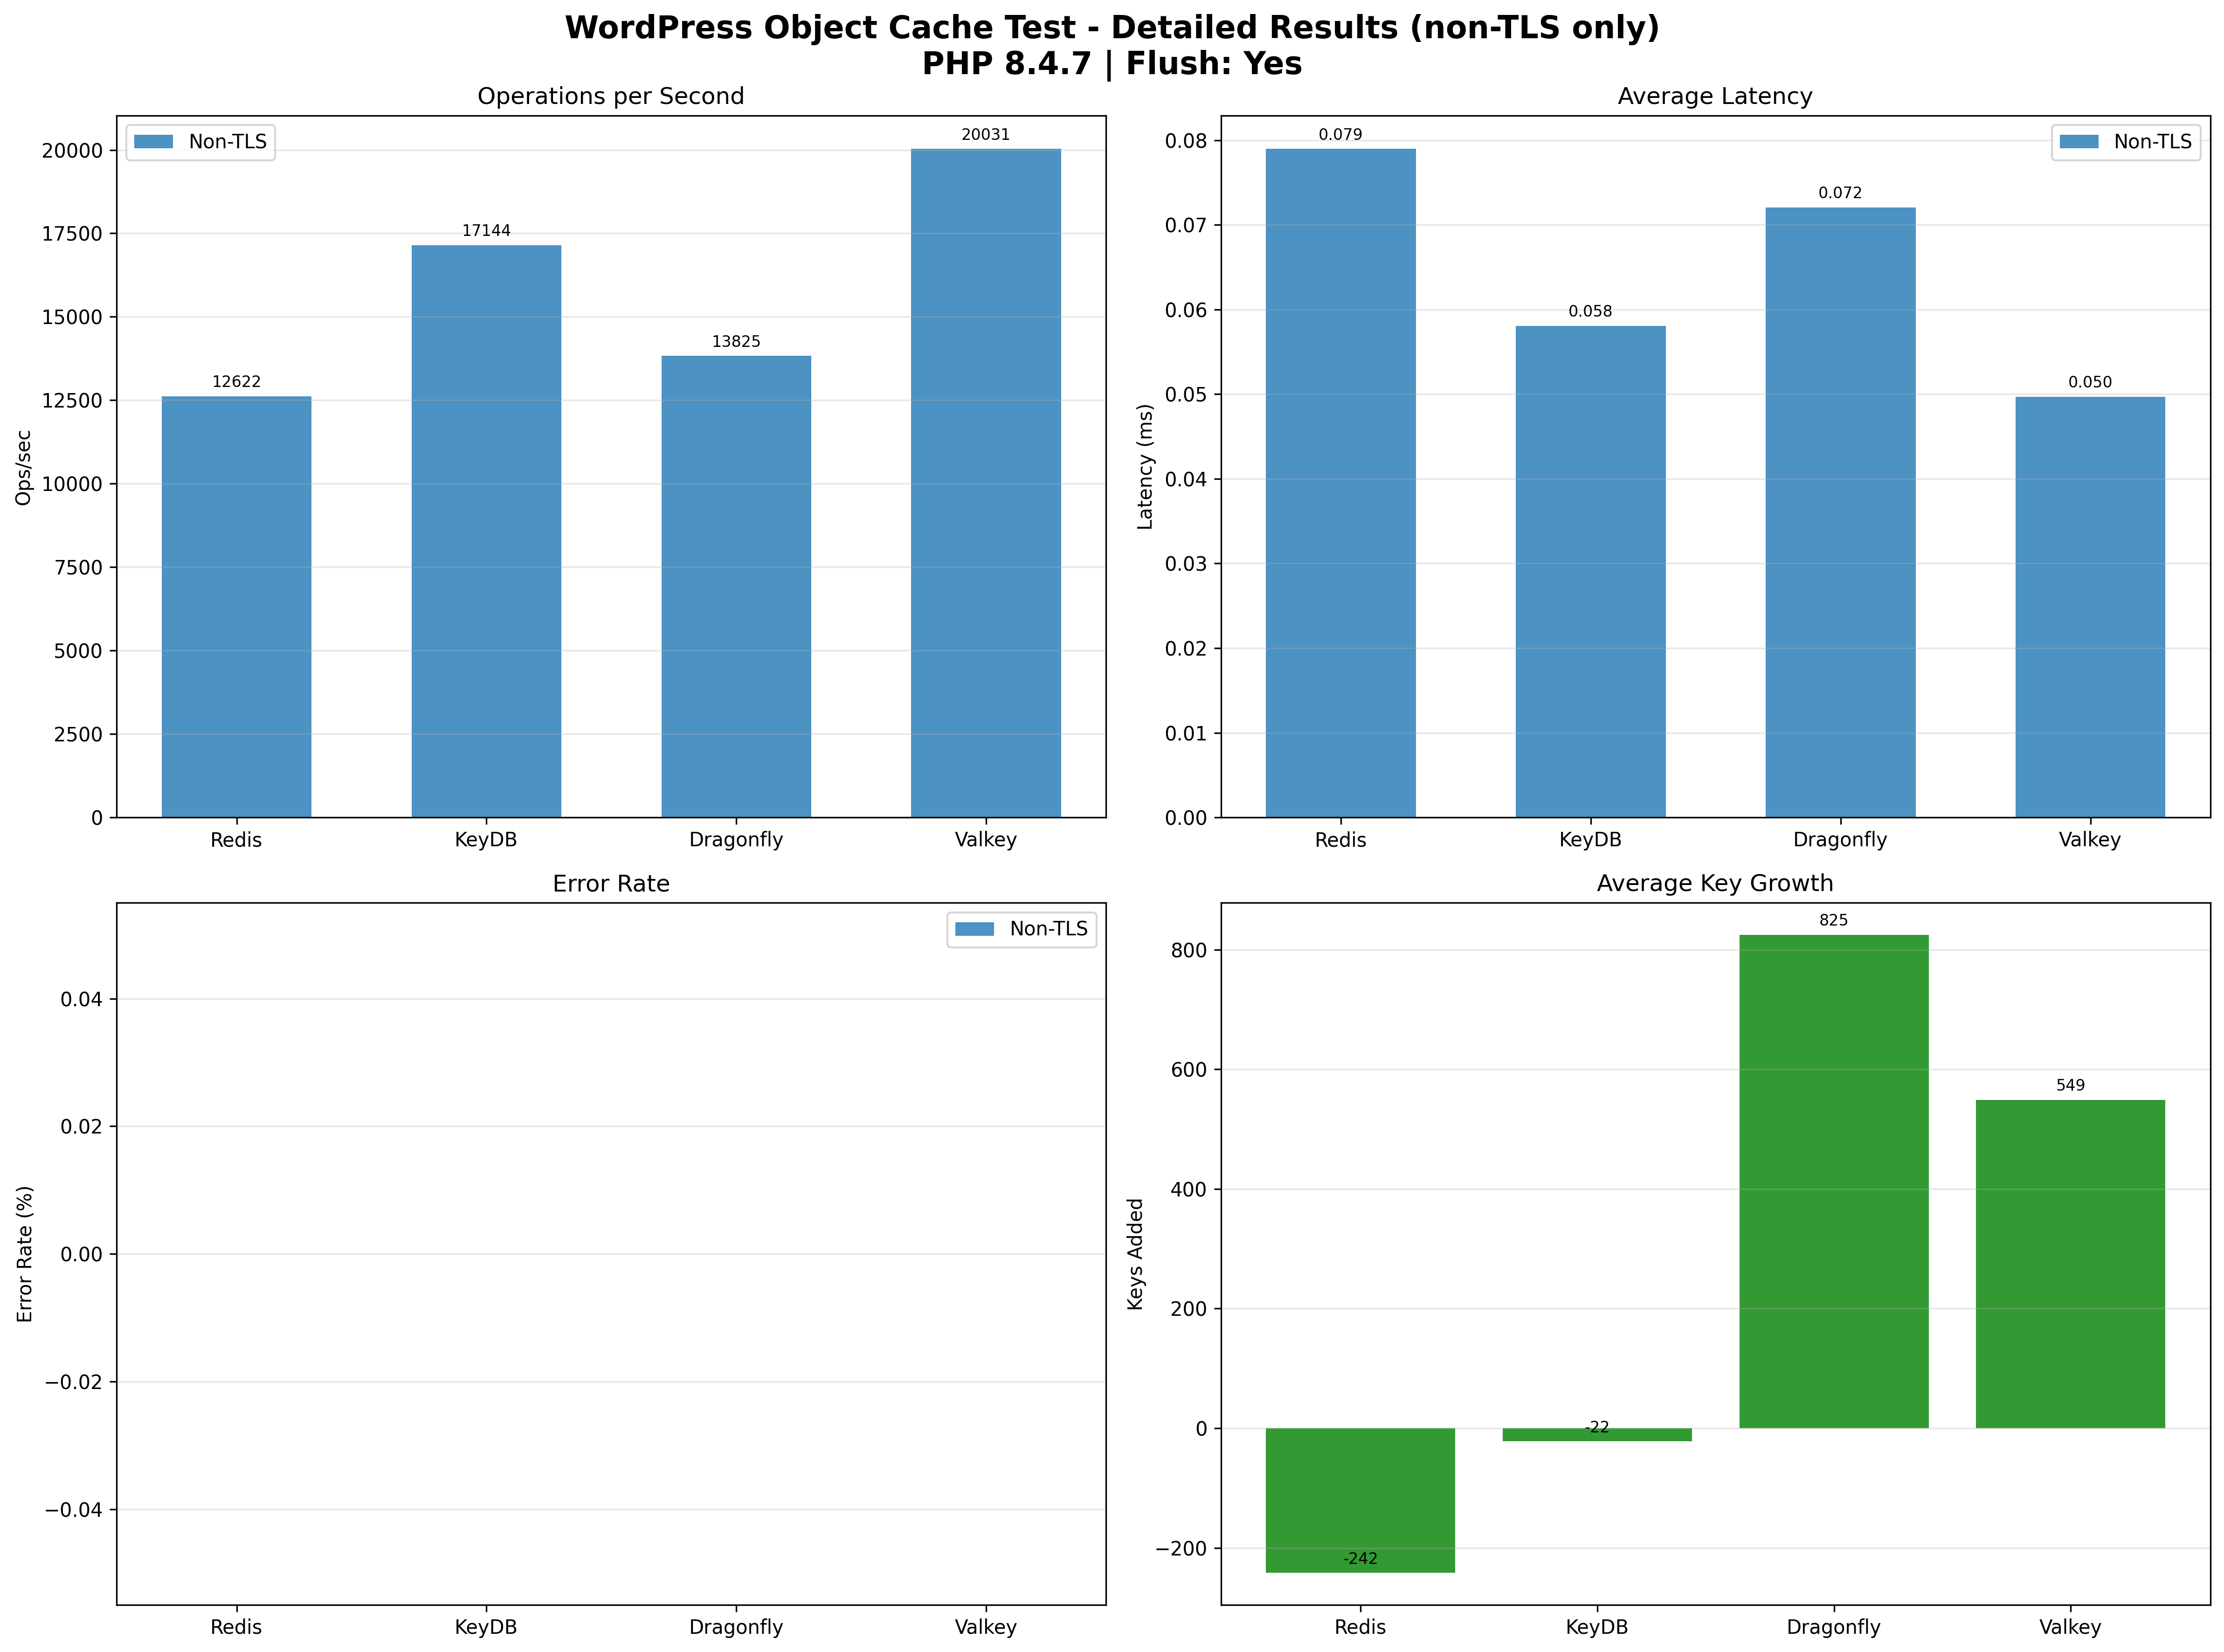 WordPress Object Cache Test - Detailed Results (non-TLS only)
PHP 8.4.7 | Flush: Yes
Operations per Second
Non-TLS
Ops/sec
20000
17500
15000
12500
10000
7500
5000
2500
0
12622
17144
13825
20031
Redis
KeyDB
Dragonfly
Valkey
Average Latency
Non-TLS
Latency (ms)
0.08
0.07
0.06
0.05
0.04
0.03
0.02
0.01
0.00
0.079
0.058
0.072
0.050
Redis
KeyDB
Dragonfly
Valkey
Error Rate
Non-TLS
Error Rate (%)
0.04
0.02
0.00
−0.02
−0.04
Redis
KeyDB
Dragonfly
Valkey
Average Key Growth
Keys Added
800
600
400
200
0
−200
-242
-22
825
549
Redis
KeyDB
Dragonfly
Valkey